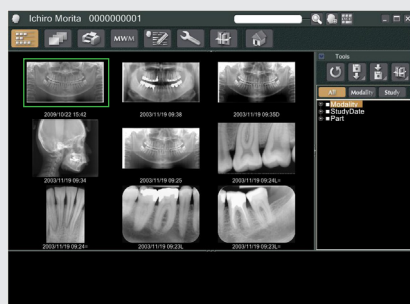 Ichiro Morita 0000000001
MWM
Tools
All Modality Study
Modality
StudyDate
Part
2009/10/22 15:42
2003/11/19 09:38
2003/11/19 09:35D
2003/11/19 09:34
2003/11/19 09:25
2003/11/19 09:24L=
2003/11/19 09:24=
2003/11/19 09:23L
2003/11/19 09:23L=